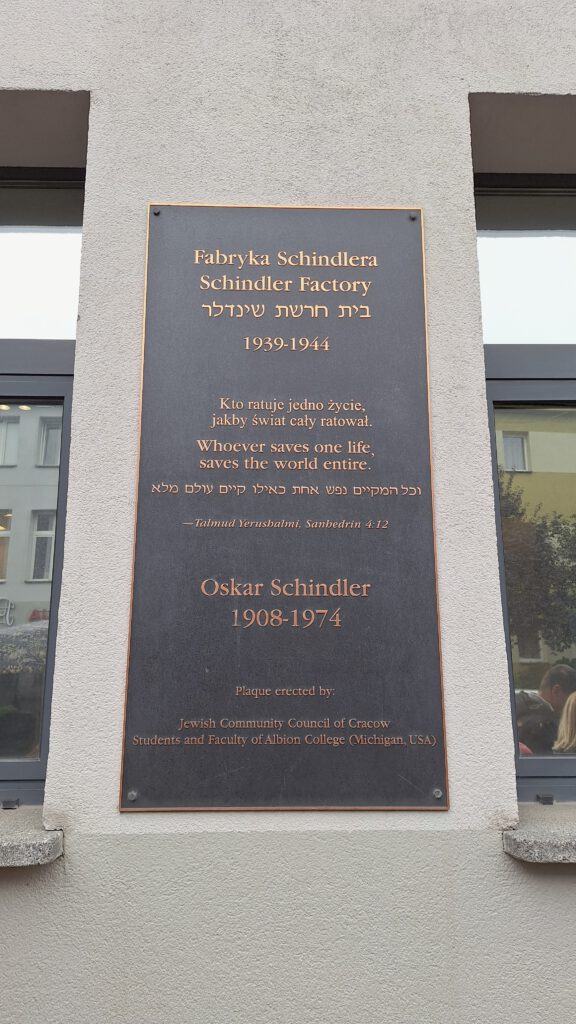 Fabryka Schindlera
Schindler Factory
בית חרשת שינדלר
1939-1944
Kto ratuje jedno życie,
jakby świat cały ratował.
Whoever saves one life,
saves the world entire.
וכל המקיים נפש אחת כאילו קיים עולם מלא
—Talmud Yerushalmi, Sanhedrin 4:12
Oskar Schindler
1908-1974
Plaque erected by:
Jewish Community Council of Cracow
Students and Faculty of Albion College (Michigan, USA)